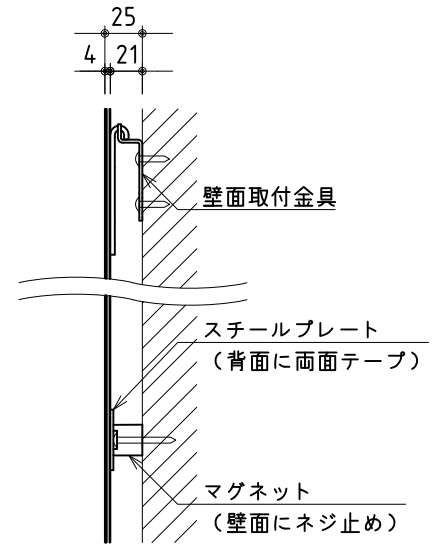 25
4 21
壁面取付金具
スチールプレート
（背面に両面テープ）
マグネット
（壁面にネジ止め）